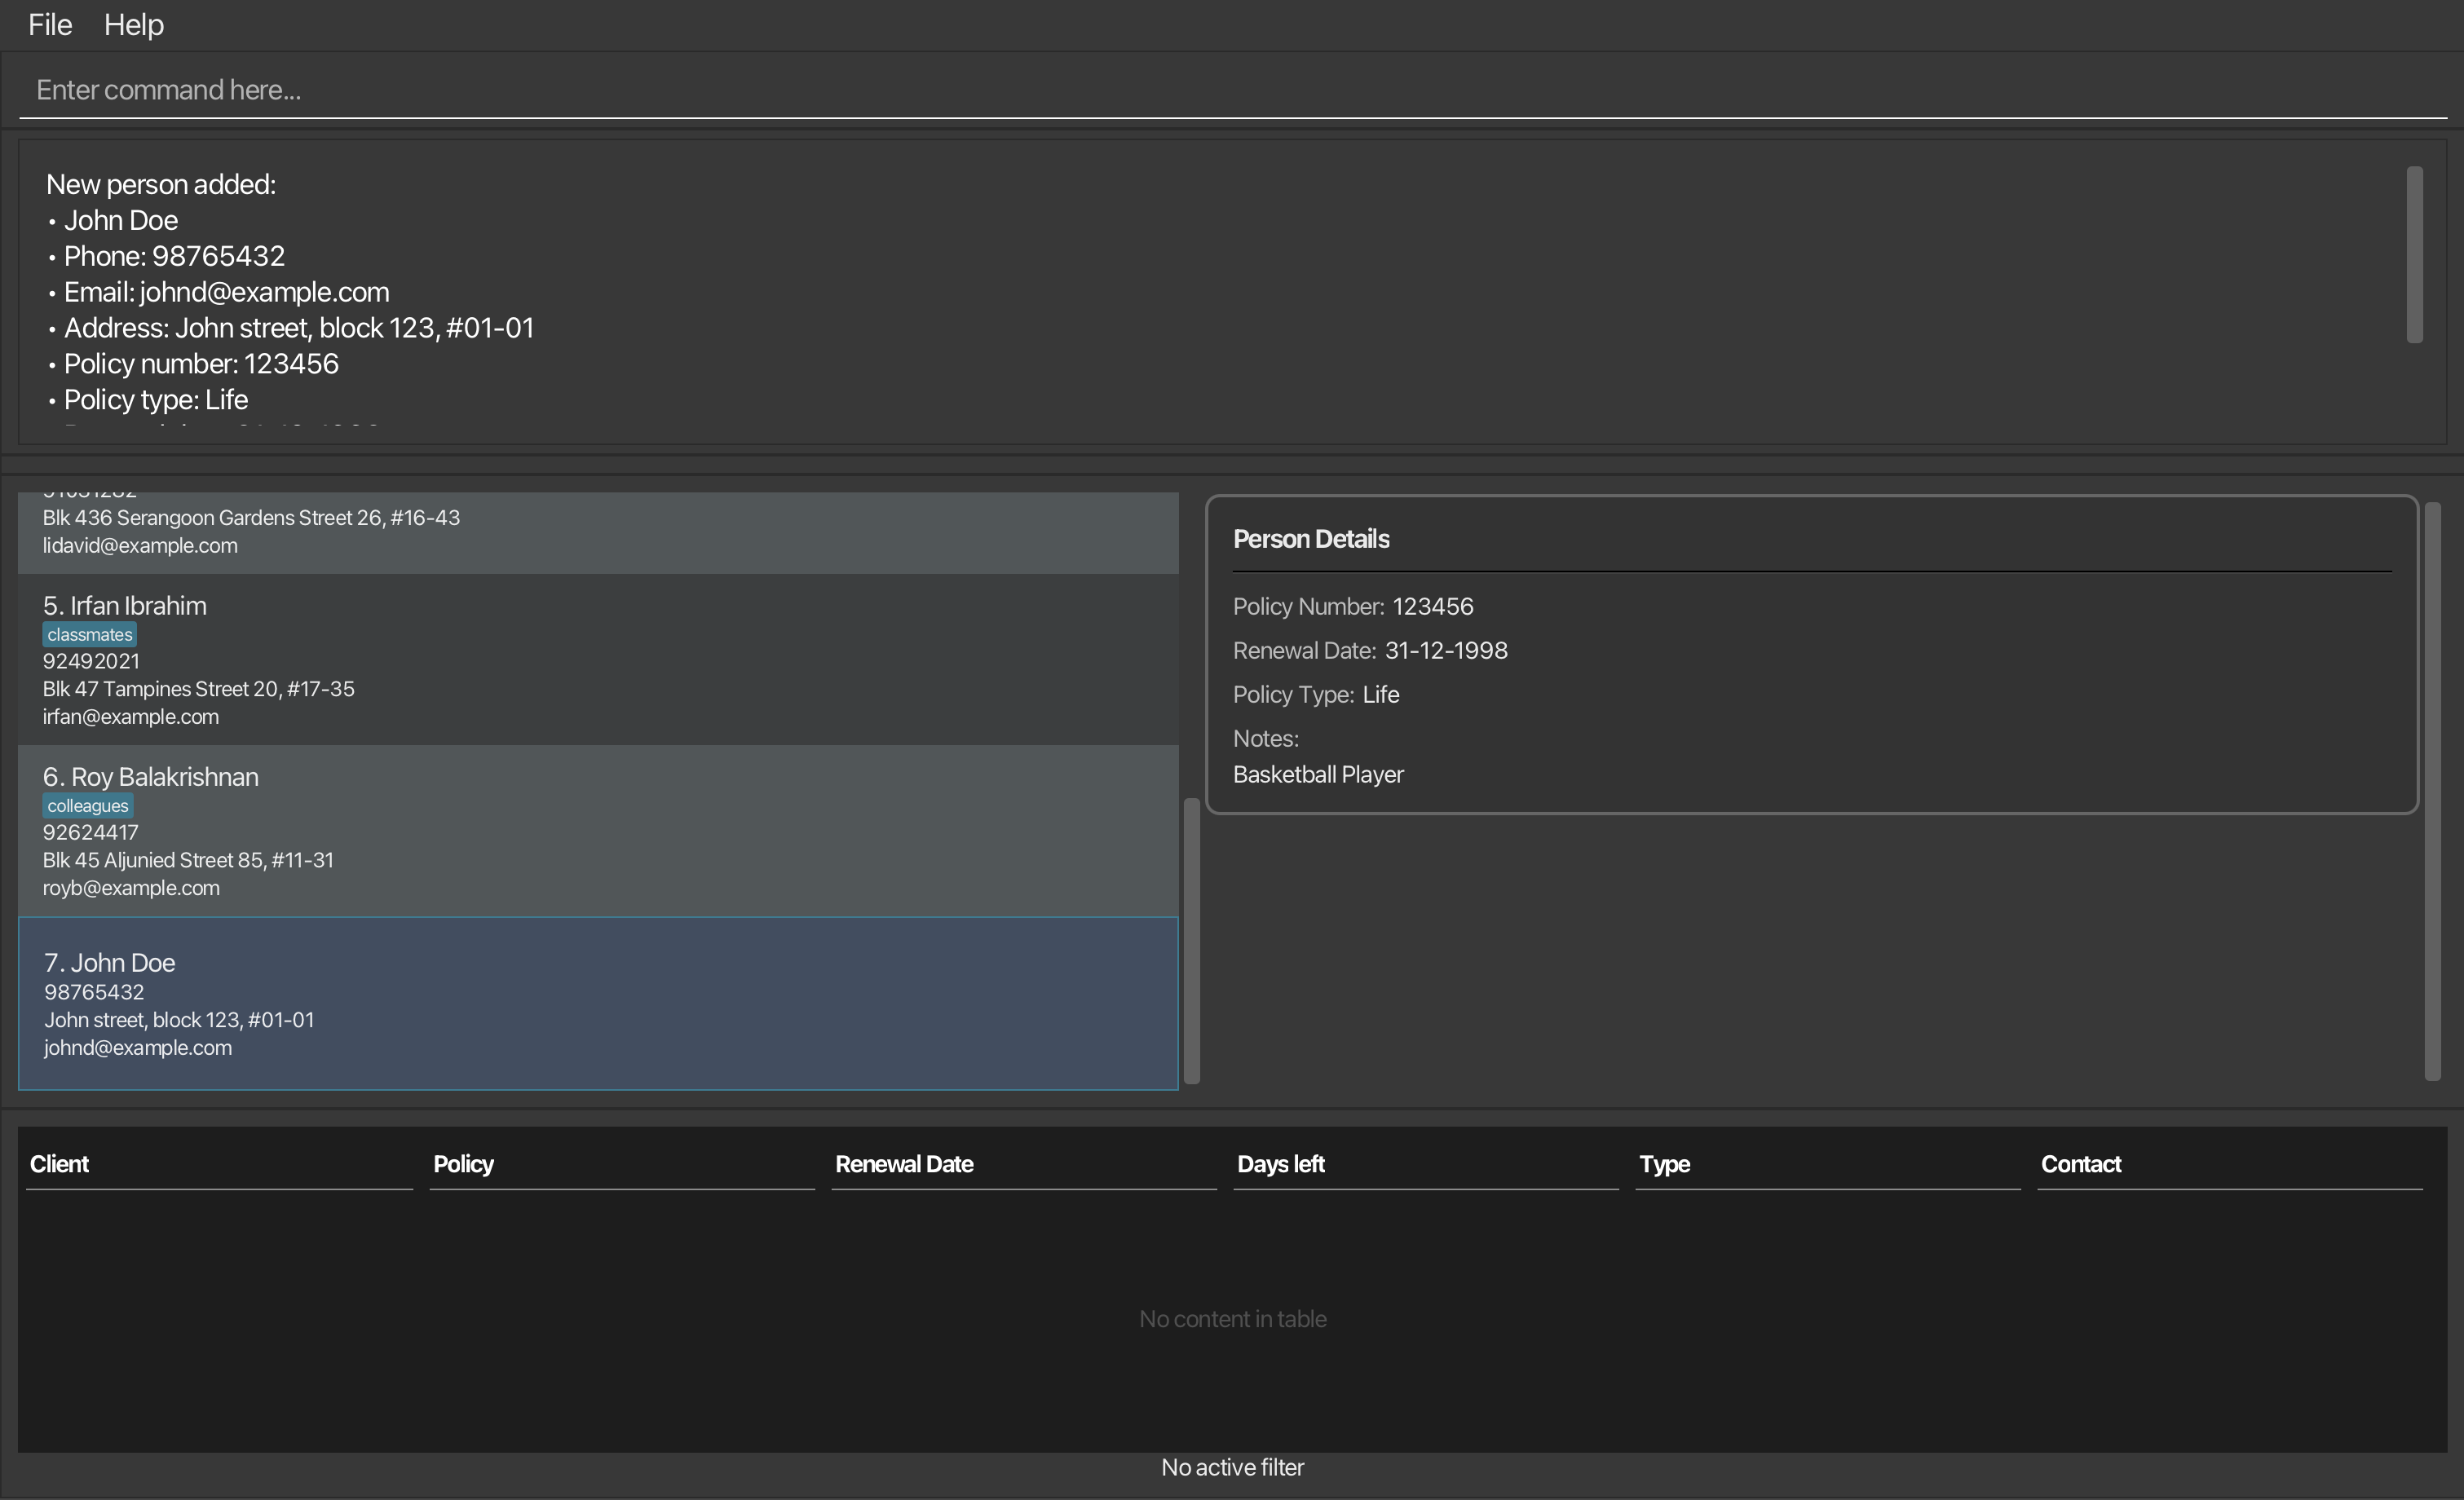 File Help
Enter command here...
New person added:
• John Doe
• Phone: 98765432
• Email: johnd@example.com
• Address: John street, block 123, #01-01
• Policy number: 123456
• Policy type: Life
Blk 436 Serangoon Gardens Street 26, #16-43
lidavid@example.com
5. Irfan Ibrahim
classmates
92492021
Blk 47 Tampines Street 20, #17-35
irfan@example.com
6. Roy Balakrishnan
colleagues
92624417
Blk 45 Aljunied Street 85, #11-31
royb@example.com
7. John Doe
98765432
John street, block 123, #01-01
johnd@example.com
Person Details
Policy Number: 123456
Renewal Date: 31-12-1998
Policy Type: Life
Notes:
Basketball Player
Client Policy Renewal Date Days left Type Contact
No content in table
No active filter